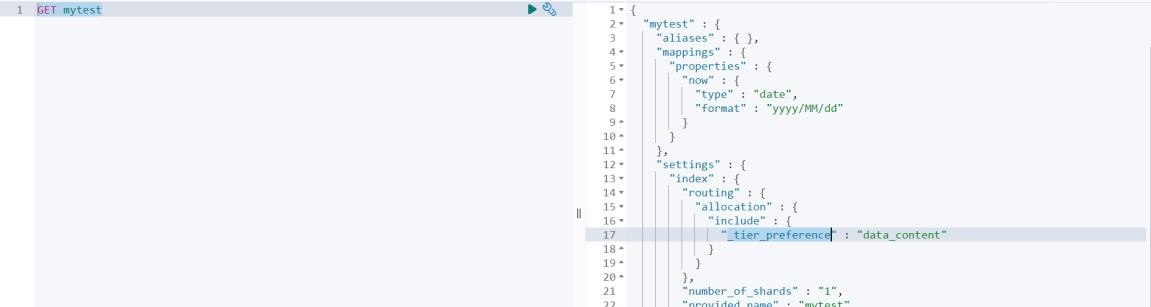 1 GET mytest
1 {
2 "mytest" : {
3 "aliases" : { },
4 "mappings" : {
5 "properties" : {
6 "now" : {
7 "type" : "date",
8 "format" : "yyyy/MM/dd"
9 }
10 }
11 },
12 "settings" : {
13 "index" : {
14 "routing" : {
15 "allocation" : {
16 "include" : {
17 "_tier_preference" : "data_content"
18 }
19 }
20 },
21 "number_of_shards" : "1",
22 "provided_name" : "mytest"